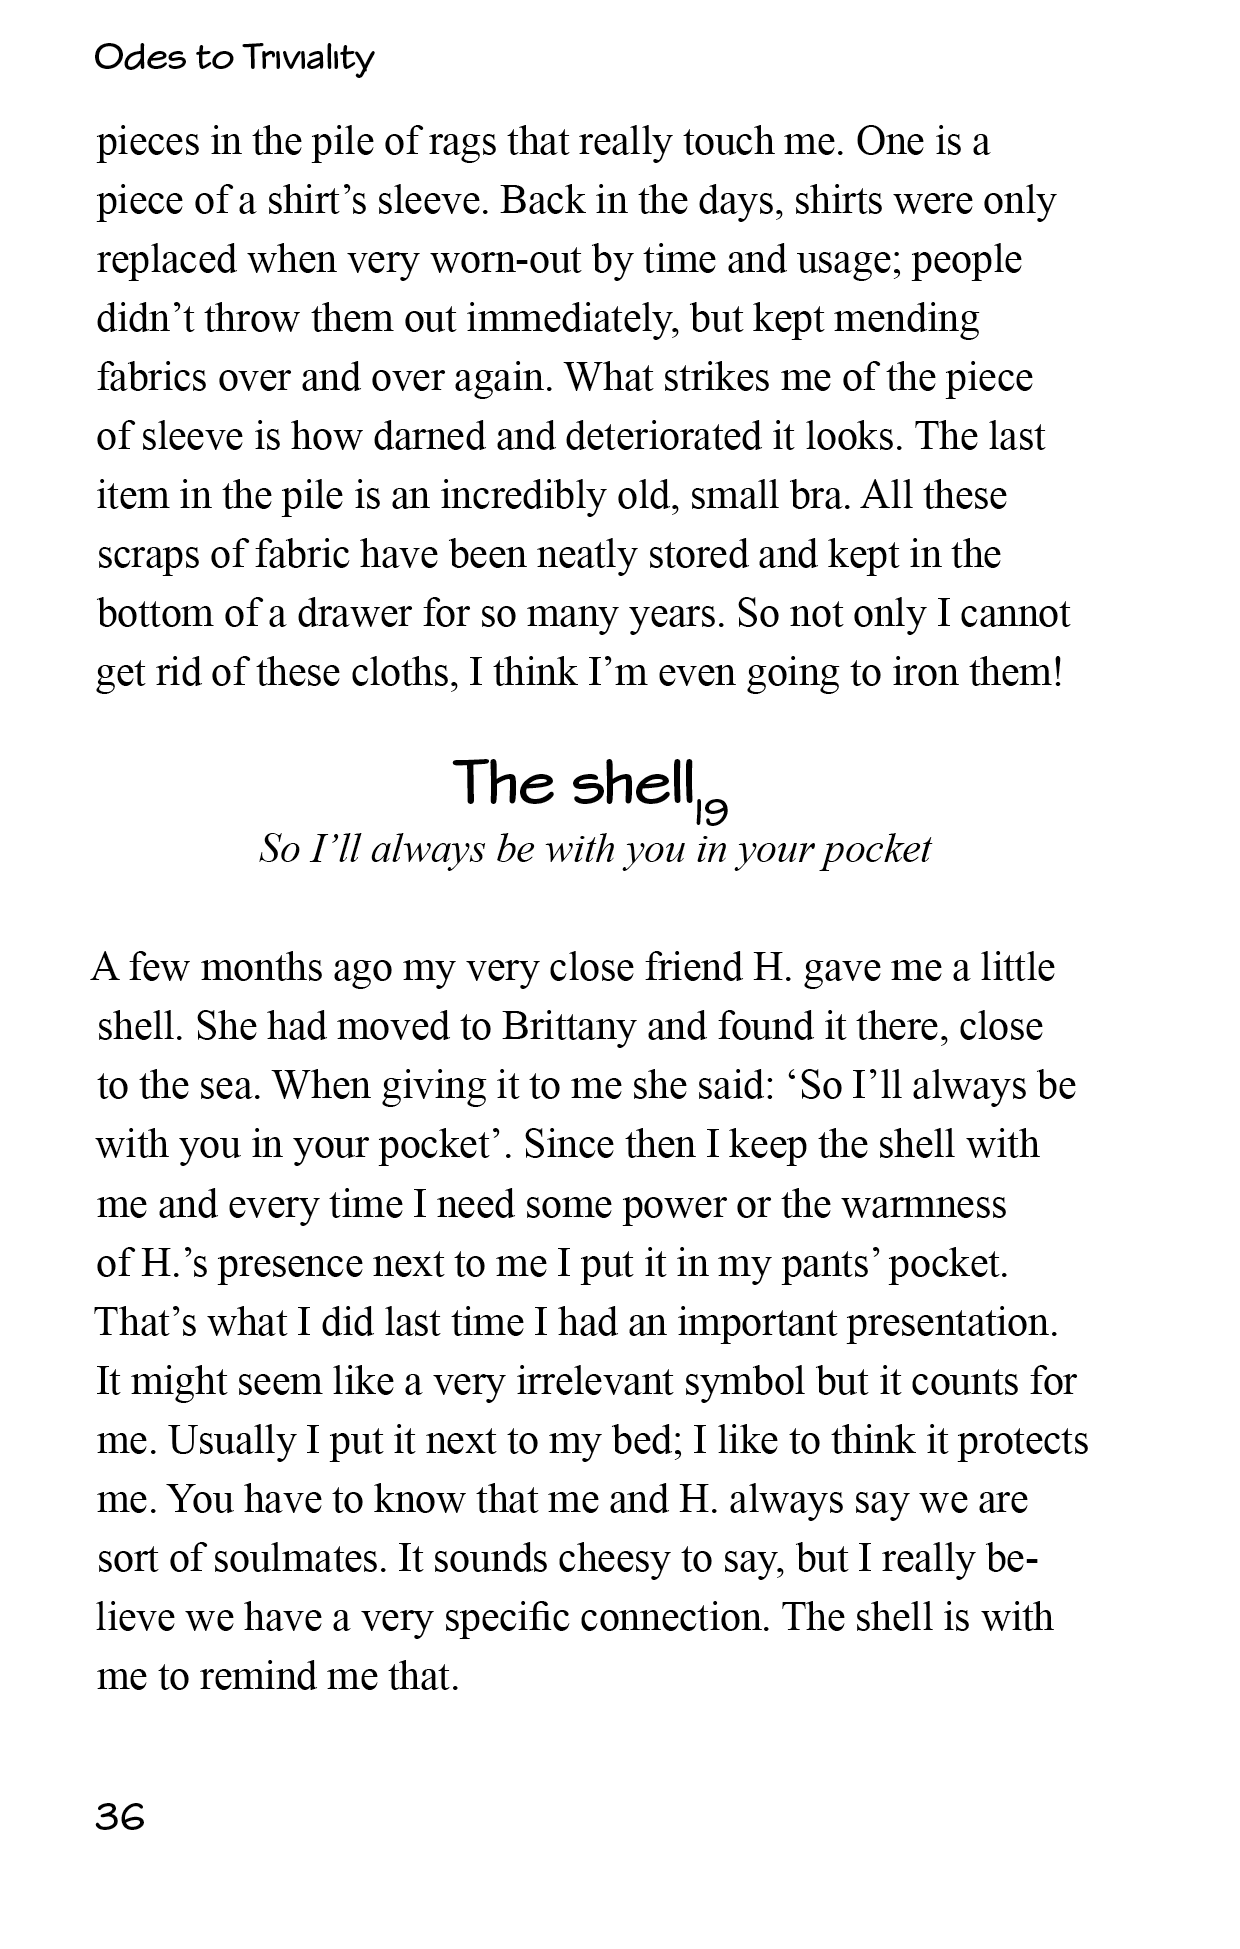 Odes to Triviality
pieces in the pile of rags that really touch me. One is a
piece of a shirt’s sleeve. Back in the days, shirts were only
replaced when very worn-out by time and usage; people
didn’t throw them out immediately, but kept mending
fabrics over and over again. What strikes me of the piece
of sleeve is how darned and deteriorated it looks. The last
item in the pile is an incredibly old, small bra. All these
scraps of fabric have been neatly stored and kept in the
bottom of a drawer for so many years. So not only I cannot
get rid of these cloths, I think I’m even going to iron them!
The shell19
So I’ll always be with you in your pocket
A few months ago my very close friend H. gave me a little
shell. She had moved to Brittany and found it there, close
to the sea. When giving it to me she said: ‘So I’ll always be
with you in your pocket’. Since then I keep the shell with
me and every time I need some power or the warmness
of H.’s presence next to me I put it in my pants’ pocket.
That’s what I did last time I had an important presentation.
It might seem like a very irrelevant symbol but it counts for
me. Usually I put it next to my bed; I like to think it protects
me. You have to know that me and H. always say we are
sort of soulmates. It sounds cheesy to say, but I really be-
lieve we have a very specific connection. The shell is with
me to remind me that.
36